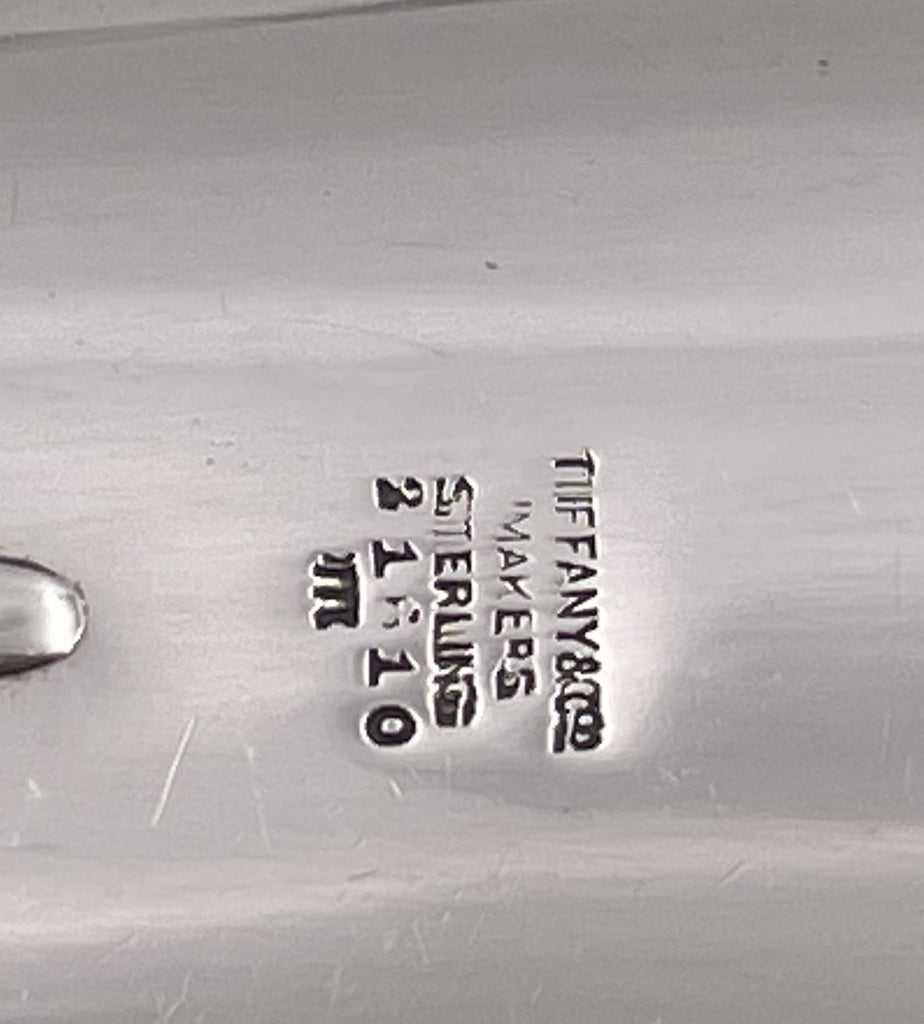 TIFFANY&CO
MAKERS
STERLING
m